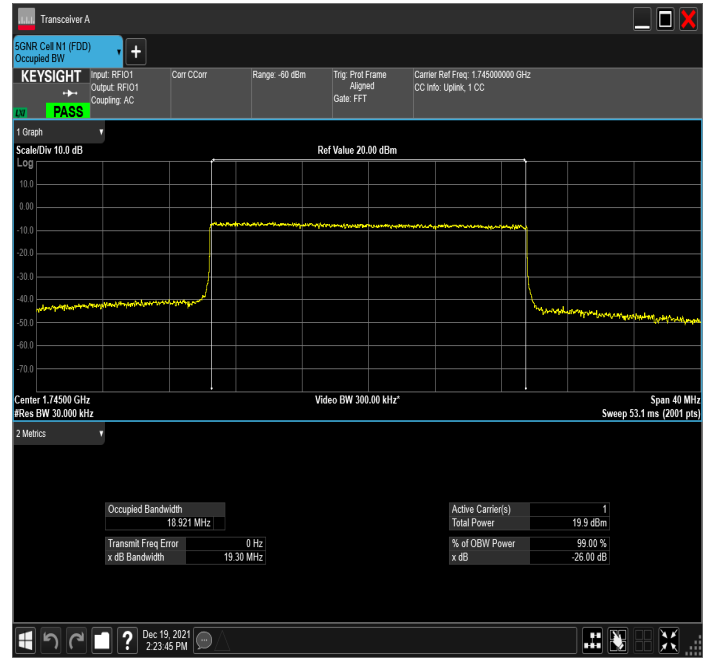 Transceiver A
5GNR Cell N1 (FDD)
Occupied BW
KEYSIGHT
Input: RFIO1
Output: RFIO1
Coupling: AC
Corr CCorr
Range: -60 dBm
Trig: Prot Frame
Aligned
Gate: FFT
Carrier Ref Freq: 1.745000000 GHz
CC Info: Uplink, 1 CC
LXI
PASS
1 Graph
Scale/Div 10.0 dB
Ref Value 20.00 dBm
Log
10.0
0.00
-10.0
-20.0
-30.0
-40.0
-50.0
-60.0
-70.0
Center 1.74500 GHz
Video BW 300.00 kHz*
Span 40 MHz
#Res BW 30.000 kHz
Sweep 53.1 ms (2001 pts)
2 Metrics
Occupied Bandwidth
18.921 MHz
Transmit Freq Error 0 Hz
x dB Bandwidth 19.30 MHz
Active Carrier(s) 1
Total Power 19.9 dBm
% of OBW Power 99.00 %
x dB -26.00 dB
Dec 19, 2021
2:23:45 PM